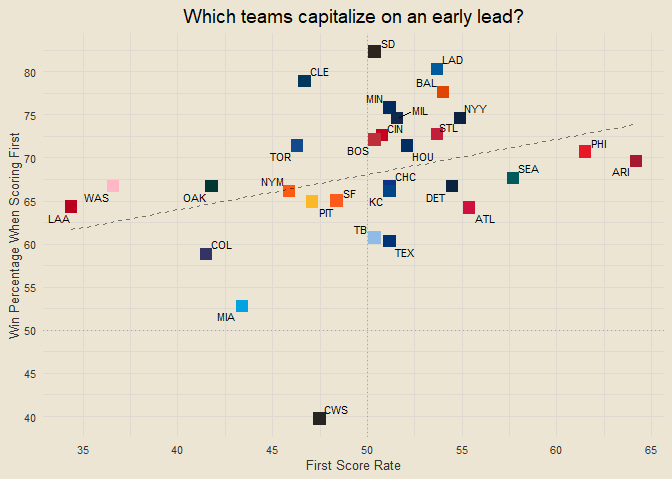 Which teams capitalize on an early lead?
SD
LAD
CLE
BAL
MIN
MIL
NYY
CIN
STL
BOS
HOU
TOR
PHI
ARI
SEA
NYM
CHC
WAS
OAK
SF
KC
DET
PIT
LAA
ATL
TB
TEX
COL
MIA
CWS
Win Percentage When Scoring First
80
75
70
65
60
55
50
45
40
35
40
45
50
55
60
65
First Score Rate